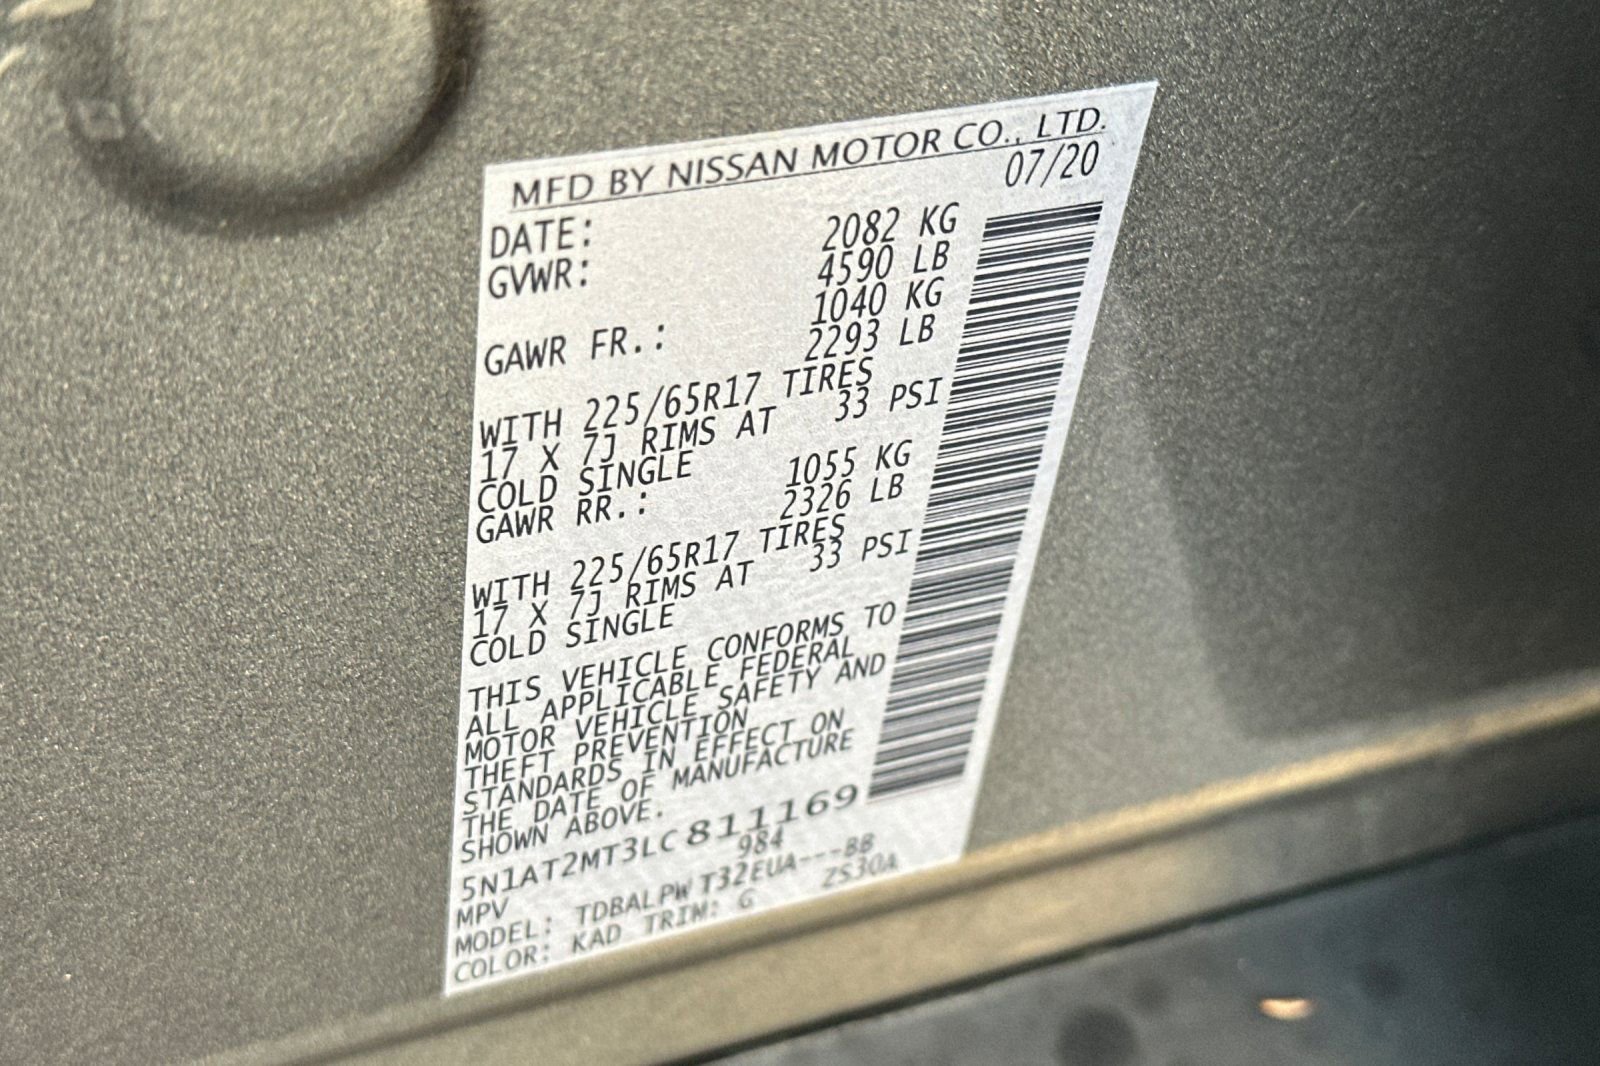 MFD BY NISSAN MOTOR CO., LTD.
DATE: 07/20
GVWR: 2082 KG
4590 LB
GAWR FR.: 1040 KG
2293 LB
WITH 225/65R17 TIRES
17 X 7J RIMS AT 33 PSI
COLD SINGLE
GAWR RR.: 1055 KG
2326 LB
WITH 225/65R17 TIRES
17 X 7J RIMS AT 33 PSI
COLD SINGLE
THIS VEHICLE CONFORMS TO
ALL APPLICABLE FEDERAL
MOTOR VEHICLE SAFETY AND
THEFT PREVENTION
STANDARDS IN EFFECT ON
THE DATE OF MANUFACTURE
SHOWN ABOVE.
5N1AT2MT3LC811169
MPV 984
MODEL: TDBALPWT32EUA---BB
COLOR: KAD TRIM: G ZS30A